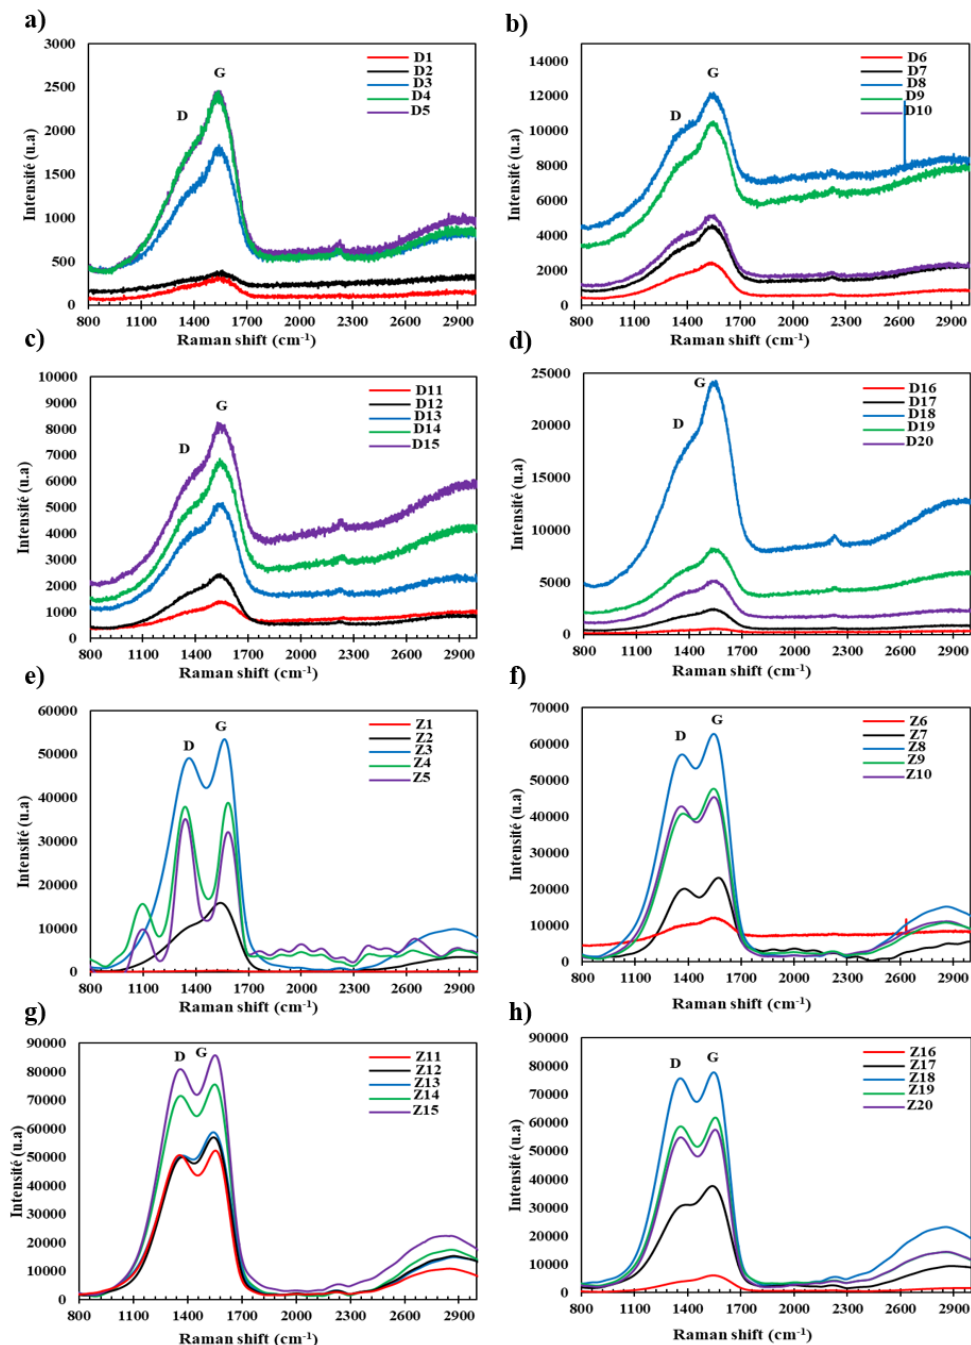 a)
3000
2500
2000
1500
1000
500
0
Intensité (u.a)
D
G
D1
D2
D3
D4
D5
800 1100 1400 1700 2000 2300 2600 2900
Raman shift (cm-1)
b)
14000
12000
10000
8000
6000
4000
2000
0
Intensité (u.a)
D
G
D6
D7
D8
D9
D10
800 1100 1400 1700 2000 2300 2600 2900
Raman shift (cm-1)
c)
10000
9000
8000
7000
6000
5000
4000
3000
2000
1000
0
Intensité (u.a)
D
G
D11
D12
D13
D14
D15
800 1100 1400 1700 2000 2300 2600 2900
Raman shift (cm-1)
d)
25000
20000
15000
10000
5000
0
Intensité (u.a)
D
G
D16
D17
D18
D19
D20
800 1100 1400 1700 2000 2300 2600 2900
Raman shift (cm-1)
e)
60000
50000
40000
30000
20000
10000
0
Intensité (u.a)
D
G
Z1
Z2
Z3
Z4
Z5
800 1100 1400 1700 2000 2300 2600 2900
Raman shift (cm-1)
f)
70000
60000
50000
40000
30000
20000
10000
0
Intensité (u.a)
D
G
Z6
Z7
Z8
Z9
Z10
800 1100 1400 1700 2000 2300 2600 2900
Raman shift (cm-1)
g)
90000
80000
70000
60000
50000
40000
30000
20000
10000
0
Intensité (u.a)
D
G
Z11
Z12
Z13
Z14
Z15
800 1100 1400 1700 2000 2300 2600 2900
Raman shift (cm-1)
h)
90000
80000
70000
60000
50000
40000
30000
20000
10000
0
Intensité (u.a)
D
G
Z16
Z17
Z18
Z19
Z20
800 1100 1400 1700 2000 2300 2600 2900
Raman shift (cm-1)